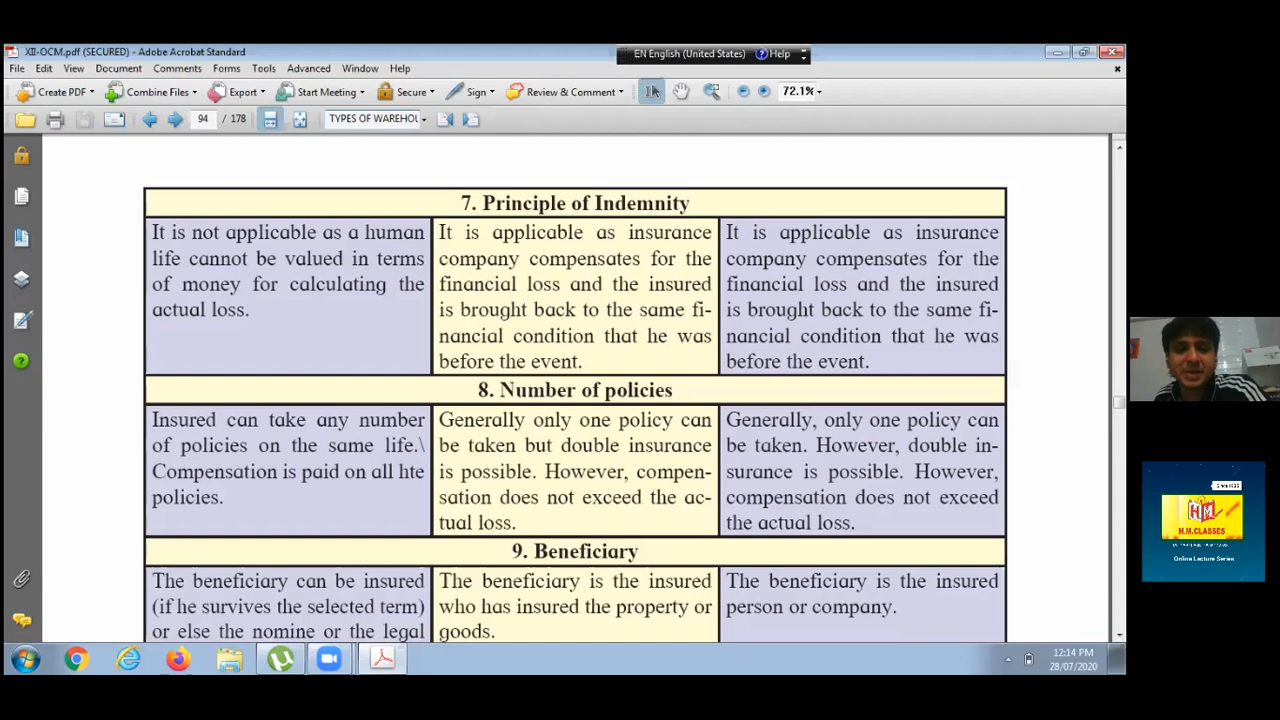 XII-OCM.pdf (SECURED) - Adobe Acrobat Standard
EN English (United States) Help
File Edit View Document Comments Forms Tools Advanced Window Help
Create PDF Combine Files Export Start Meeting Secure Sign Review & Comment 72.1%
94 / 178 TYPES OF WAREHOU
7. Principle of Indemnity
It is not applicable as a human
life cannot be valued in terms
of money for calculating the
actual loss.
It is applicable as insurance
company compensates for the
financial loss and the insured
is brought back to the same fi-
nancial condition that he was
before the event.
It is applicable as insurance
company compensates for the
financial loss and the insured
is brought back to the same fi-
nancial condition that he was
before the event.
8. Number of policies
Insured can take any number
of policies on the same life.\
Compensation is paid on all hte
policies.
Generally only one policy can
be taken but double insurance
is possible. However, compen-
sation does not exceed the ac-
tual loss.
Generally, only one policy can
be taken. However, double in-
surance is possible. However,
compensation does not exceed
the actual loss.
9. Beneficiary
The beneficiary can be insured
(if he survives the selected term)
or else the nomine or the legal
The beneficiary is the insured
who has insured the property or
goods.
The beneficiary is the insured
person or company.
H.M.CLASSES
Online Lecture Series
12:14 PM
28/07/2020